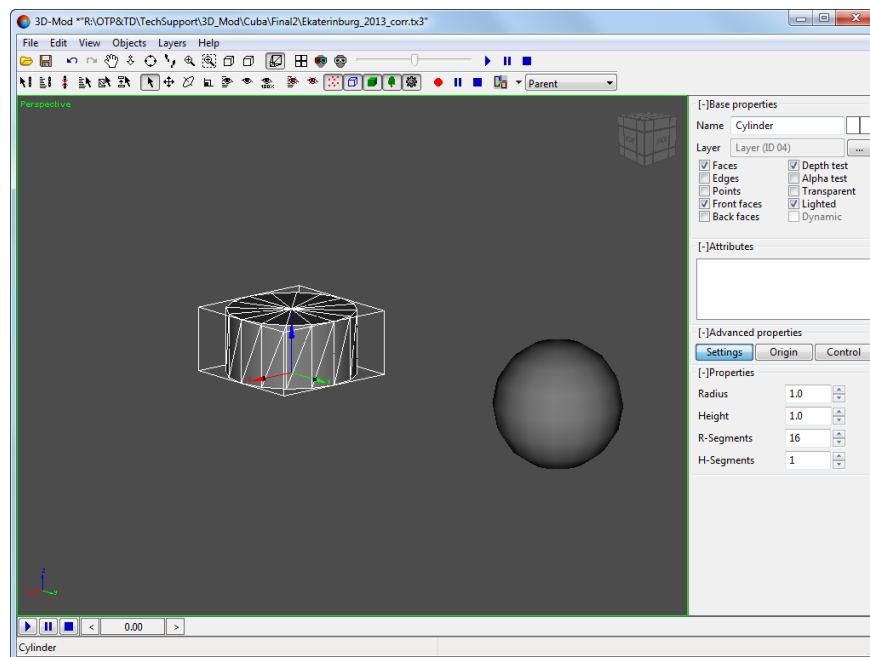 3D-Mod *"R:\OTP&TD\TechSupport\3D_Mod\Cuba\Final2\Ekaterinburg_2013_corr.tx3"
File Edit View Objects Layers Help
100%
Parent
Perspective
[-]Base properties
Name Cylinder
Layer Layer (ID 04) ...
Faces Depth test
Edges Alpha test
Points Transparent
Front faces Lighted
Back faces Dynamic
[-]Attributes
[-]Advanced properties
Settings Origin Control
[-]Properties
Radius 1.0
Height 1.0
R-Segments 16
H-Segments 1
z
y
< 0.00 >
Cylinder